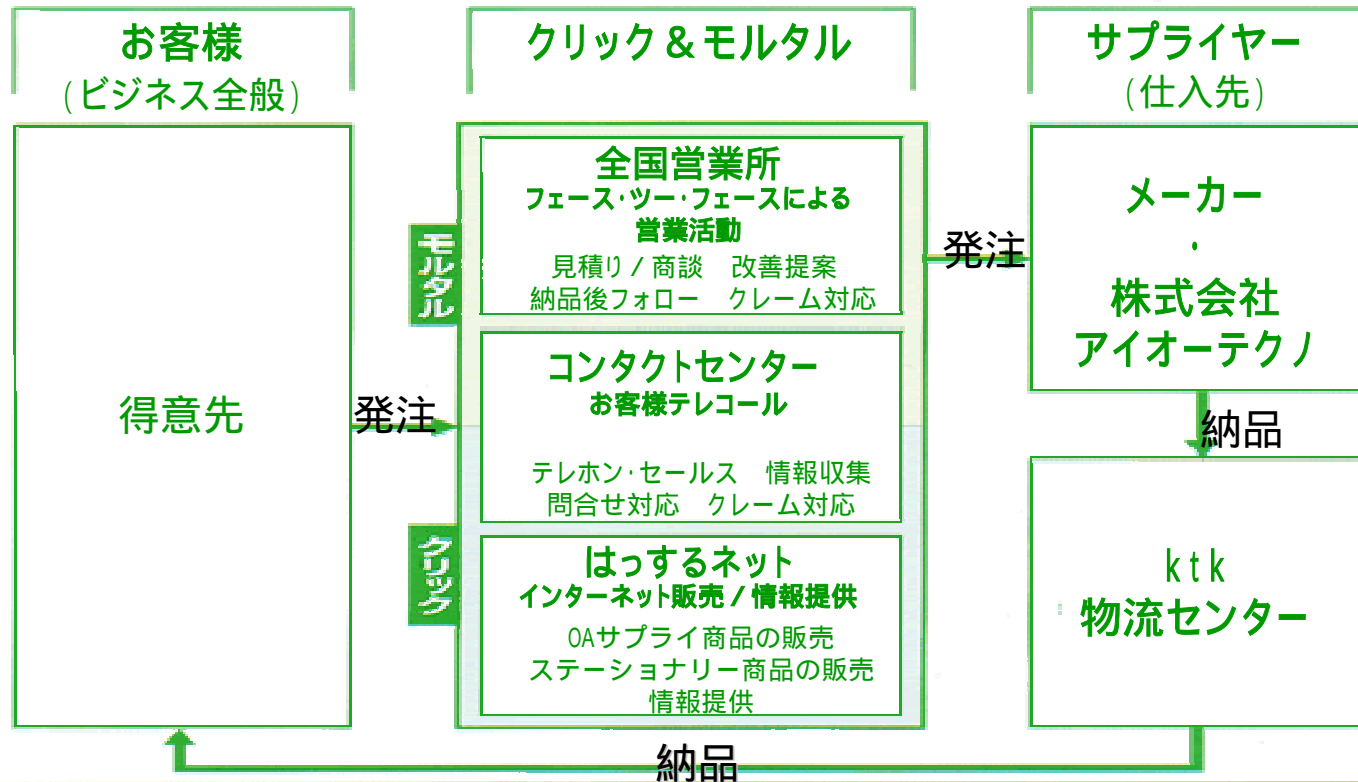 お客様
(ビジネス全般)
クリック＆モルタル
サプライヤー
(仕入先)
得意先
発注
モルタル
全国営業所
フェース・ツー・フェースによる
営業活動
見積り／商談　改善提案
納品後フォロー　クレーム対応
コンタクトセンター
お客様テレコール
テレホン・セールス　情報収集
問合せ対応　クレーム対応
クリック
はっするネット
インターネット販売／情報提供
OAサプライ商品の販売
ステーショナリー商品の販売
情報提供
発注
メーカー
・
株式会社
アイオーテクノ
納品
ktk
物流センター
納品